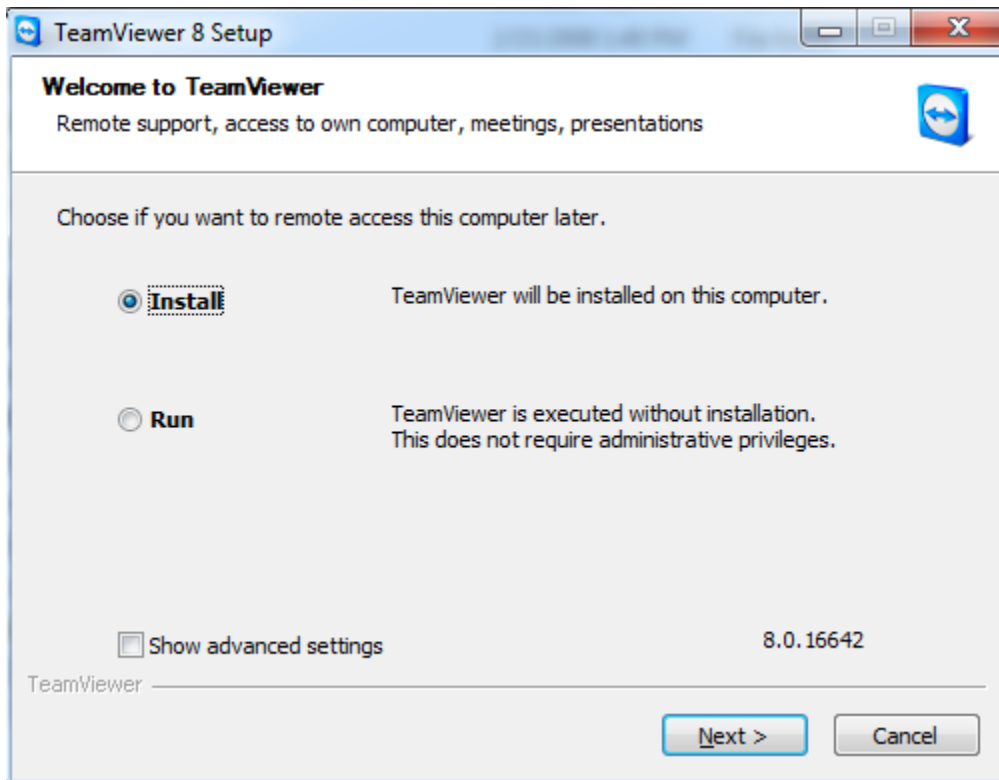 TeamViewer 8 Setup
Welcome to TeamViewer
Remote support, access to own computer, meetings, presentations
Choose if you want to remote access this computer later.
Install
TeamViewer will be installed on this computer.
Run
TeamViewer is executed without installation.
This does not require administrative privileges.
Show advanced settings
8.0.16642
TeamViewer
Next >
Cancel